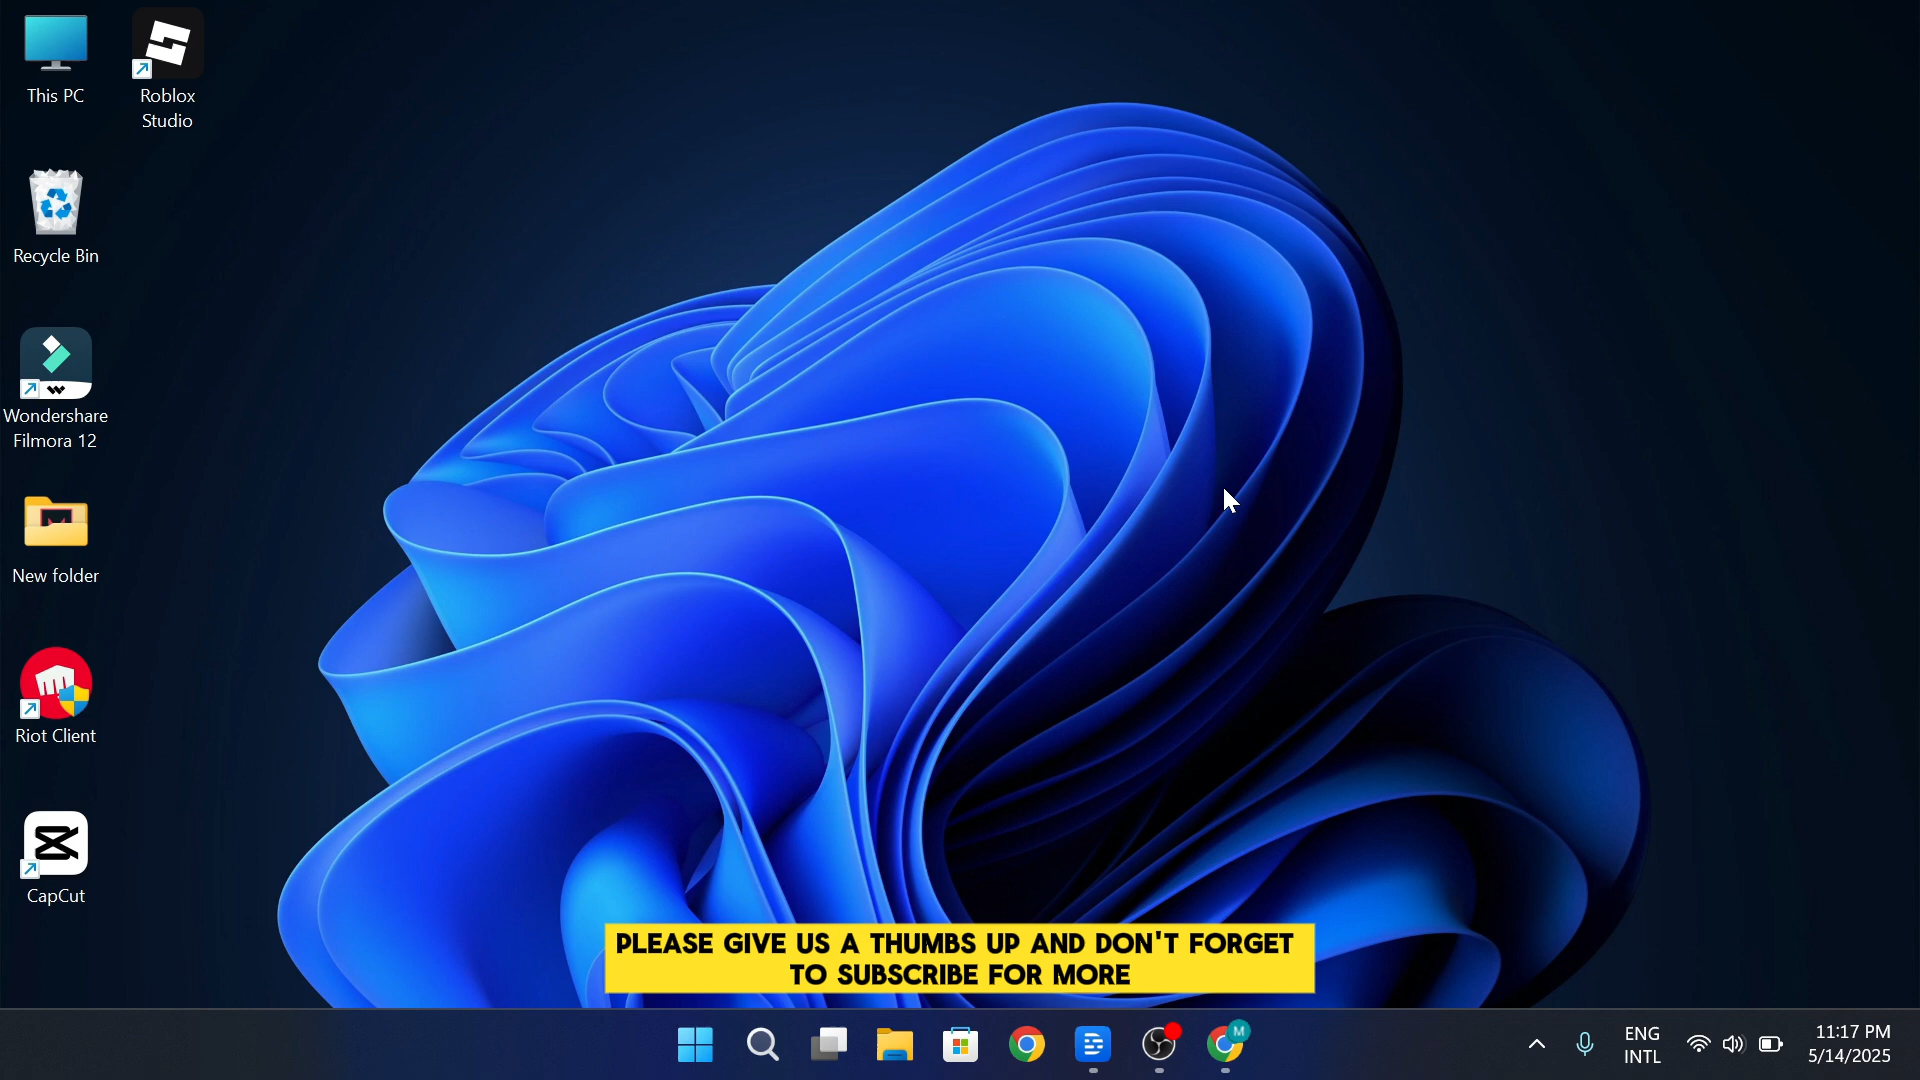 This PC
Roblox
Studio
Recycle Bin
Wondershare
Filmora 12
New folder
Riot Client
CapCut
PLEASE GIVE US A THUMBS UP AND DON'T FORGET
TO SUBSCRIBE FOR MORE
M
ENG
INTL
11:17 PM
5/14/2025